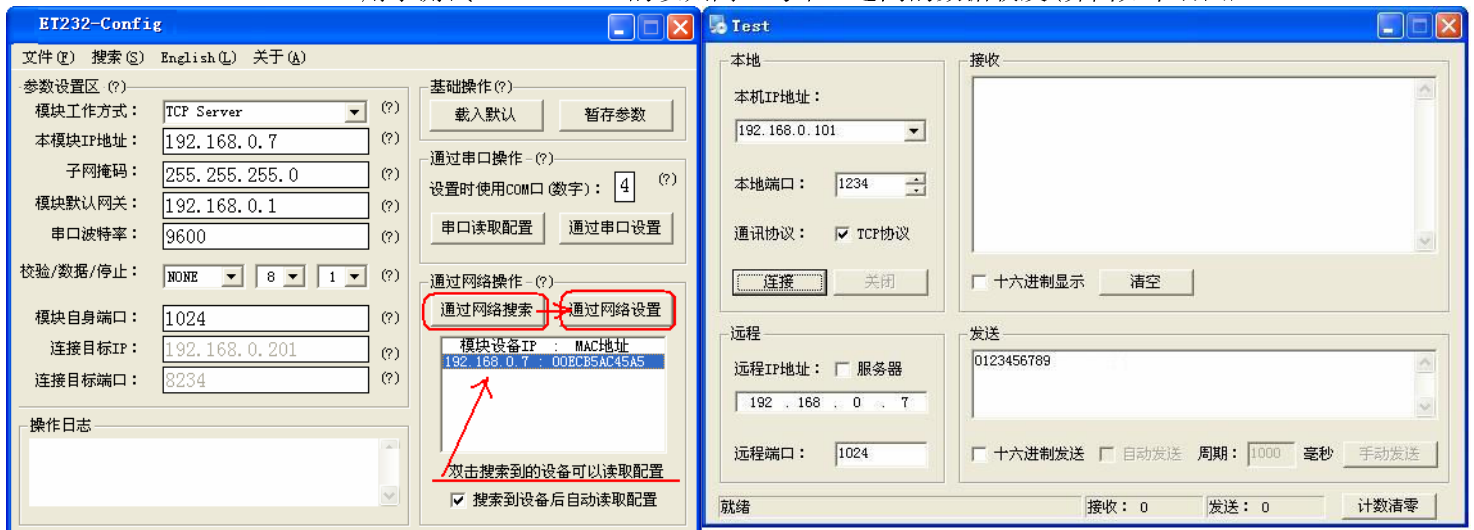 ET232-Config
文件(F) 搜索(S) English(L) 关于(A)
参数设置区 (?)
模块工作方式： TCP Server (?)
本模块IP地址： 192.168.0.7 (?)
子网掩码： 255.255.255.0 (?)
模块默认网关： 192.168.0.1 (?)
串口波特率： 9600 (?)
校验/数据/停止： NONE 8 1 (?)
模块自身端口： 1024 (?)
连接目标IP： 192.168.0.201 (?)
连接目标端口： 8234 (?)
操作日志
基础操作(?)
载入默认 暂存参数
通过串口操作-(?)
设置时使用COM口(数字)： 4 (?)
串口读取配置 通过串口设置
通过网络操作-(?)
通过网络搜索 通过网络设置
模块设备IP : MAC地址
192.168.0.7 : 00ECB5AC45A5
双击搜索到的设备可以读取配置
搜索到设备后自动读取配置
Test
本地
本机IP地址：
192.168.0.101
本地端口： 1234
通讯协议： TCP协议
连接 关闭
远程
远程IP地址： 服务器
192 . 168 . 0 . 7
远程端口： 1024
接收
十六进制显示 清空
发送
0123456789
十六进制发送 自动发送 周期： 1000 毫秒 手动发送
就绪 接收： 0 发送： 0 计数清零